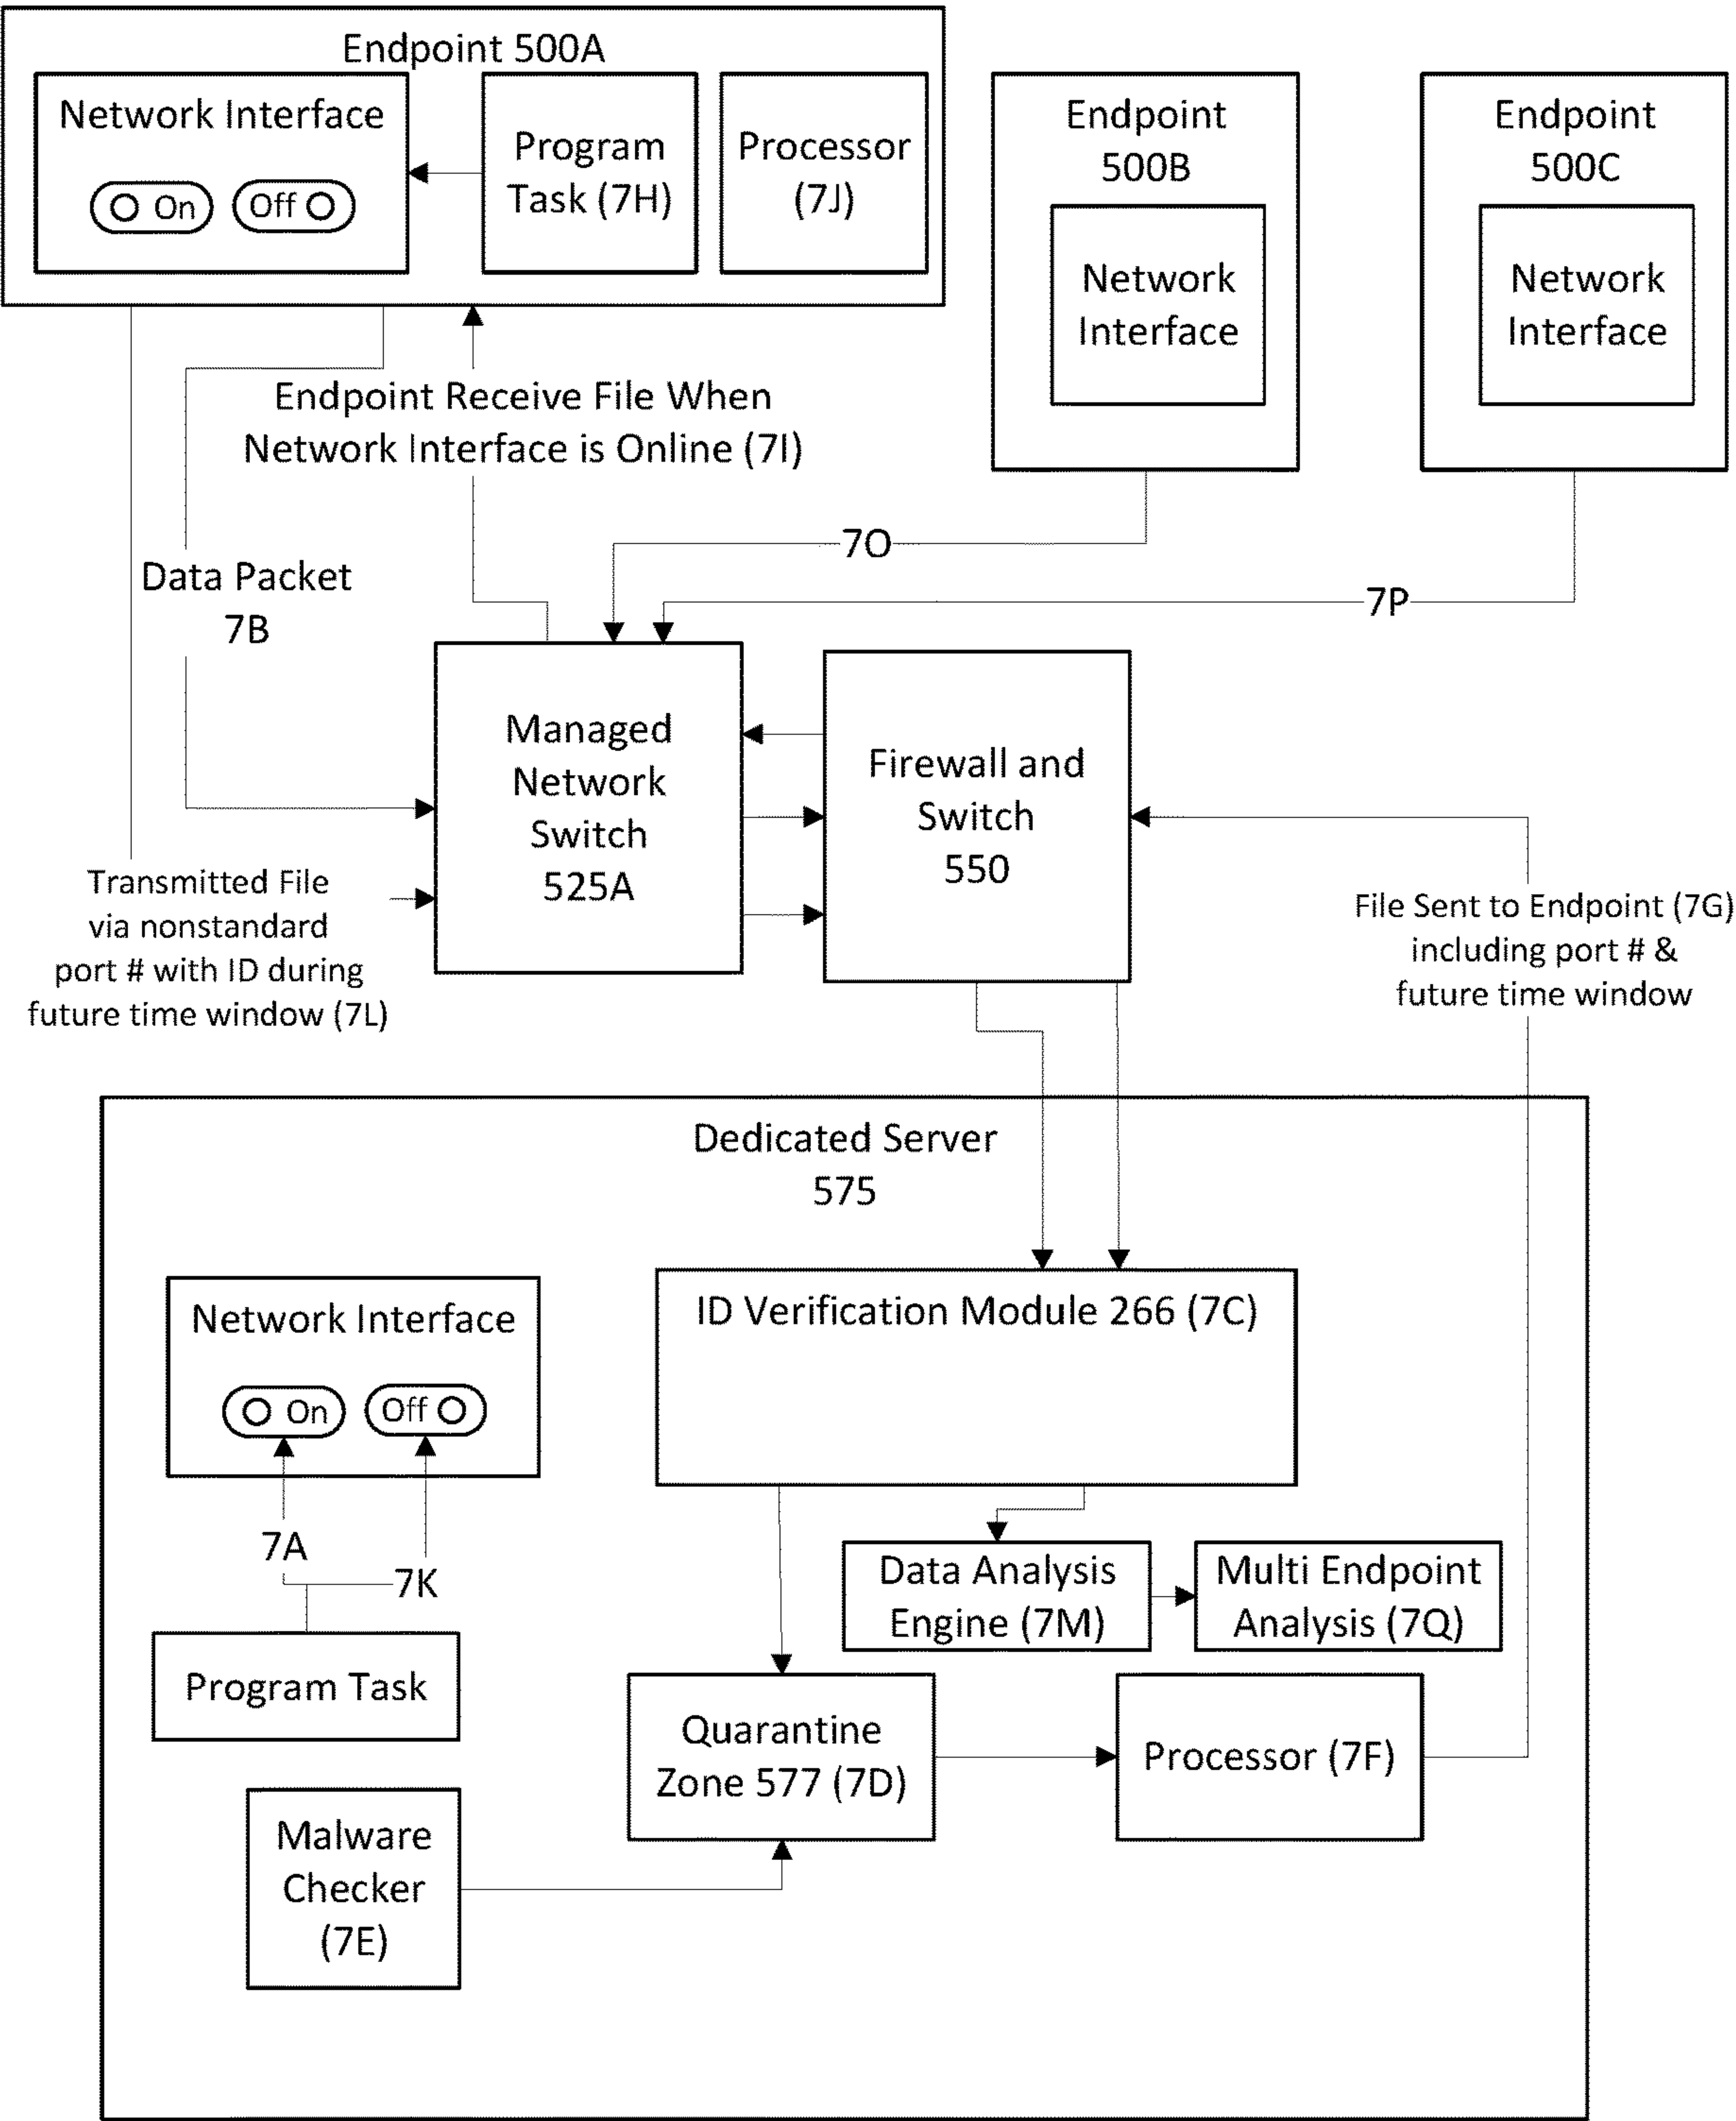 Endpoint 500A
Network Interface
On
Off
Program
Task (7H)
Processor
(7J)
Endpoint
500B
Network
Interface
Endpoint
500C
Network
Interface
Endpoint Receive File When
Network Interface is Online (7I)
7O
7P
Data Packet
7B
Managed
Network
Switch
525A
Firewall and
Switch
550
Transmitted File
via nonstandard
port # with ID during
future time window (7L)
File Sent to Endpoint (7G)
including port # &
future time window
Dedicated Server
575
Network Interface
On
Off
7A
7K
Program Task
ID Verification Module 266 (7C)
Data Analysis
Engine (7M)
Multi Endpoint
Analysis (7Q)
Quarantine
Zone 577 (7D)
Processor (7F)
Malware
Checker
(7E)